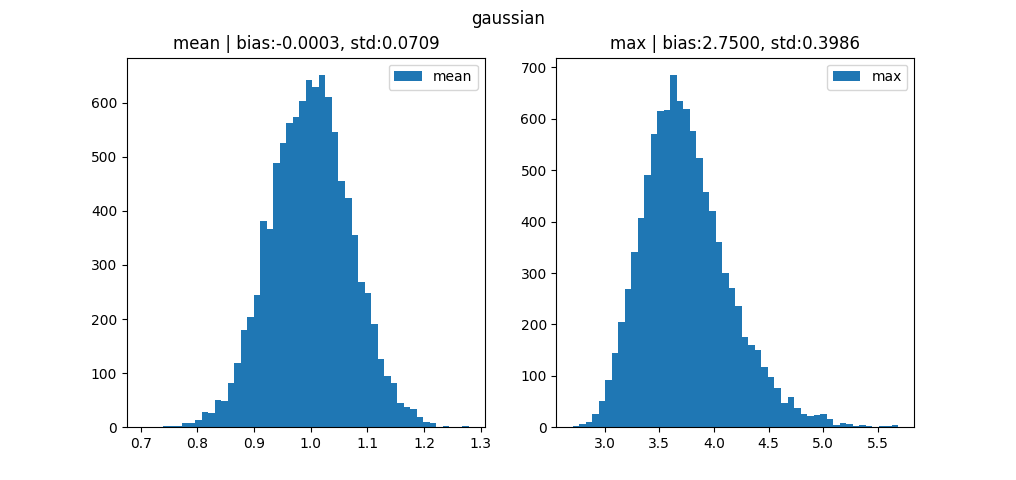 gaussian
mean | bias:-0.0003, std:0.0709
mean
600
500
400
300
200
100
0
0.7 0.8 0.9 1.0 1.1 1.2 1.3
max | bias:2.7500, std:0.3986
max
700
600
500
400
300
200
100
0
3.0 3.5 4.0 4.5 5.0 5.5